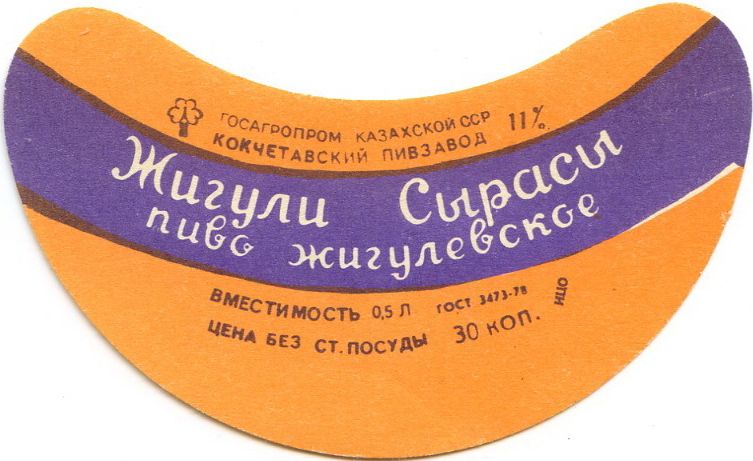 ГОСАГРОПРОМ КАЗАХСКОЙ ССР 11%
КОКЧЕТАВСКИЙ ПИВЗАВОД
Жигули Сырасы
пиво жигулевское
ВМЕСТИМОСТЬ 0,5 Л ГОСТ 3473-78
ЦЕНА БЕЗ СТ. ПОСУДЫ 30 КОП. НЦО